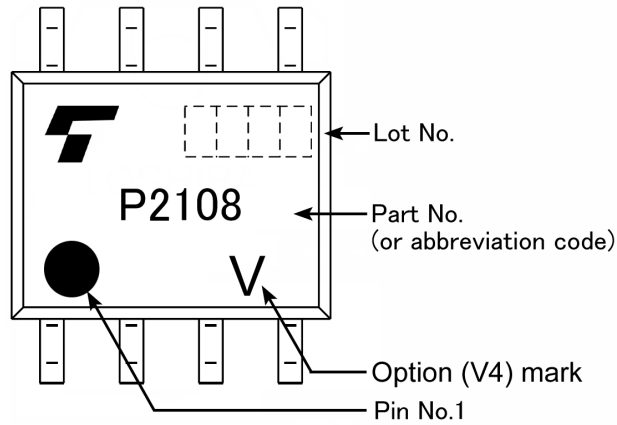 Lot No.
P2108
Part No.
(or abbreviation code)
V
Option (V4) mark
Pin No.1